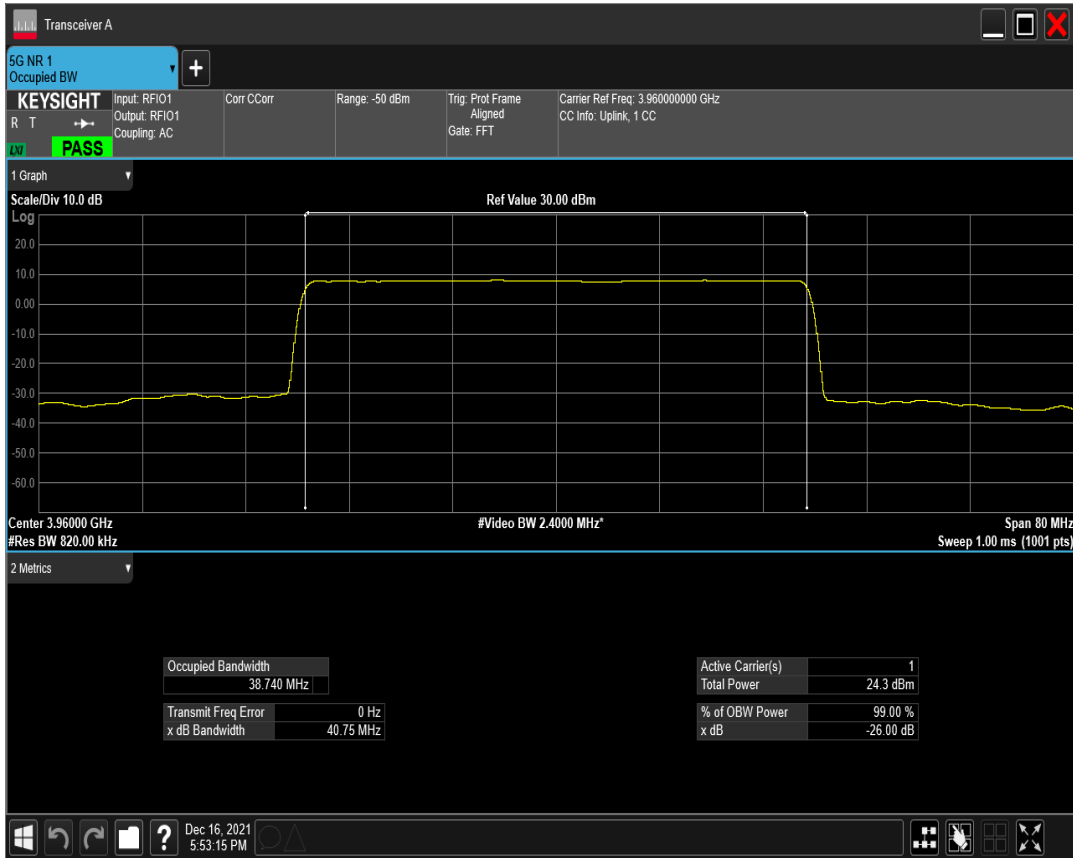 Transceiver A
5G NR 1
Occupied BW
KEYSIGHT
R T
LXI
PASS
Input: RFIO1
Output: RFIO1
Coupling: AC
Corr CCorr
Range: -50 dBm
Trig: Prot Frame
Aligned
Gate: FFT
Carrier Ref Freq: 3.960000000 GHz
CC Info: Uplink, 1 CC
1 Graph
Scale/Div 10.0 dB
Ref Value 30.00 dBm
Log
20.0
10.0
0.00
-10.0
-20.0
-30.0
-40.0
-50.0
-60.0
Center 3.96000 GHz
#Video BW 2.4000 MHz*
Span 80 MHz
#Res BW 820.00 kHz
Sweep 1.00 ms (1001 pts)
2 Metrics
Occupied Bandwidth
38.740 MHz
Transmit Freq Error 0 Hz
x dB Bandwidth 40.75 MHz
Active Carrier(s) 1
Total Power 24.3 dBm
% of OBW Power 99.00 %
x dB -26.00 dB
?
Dec 16, 2021
5:53:15 PM